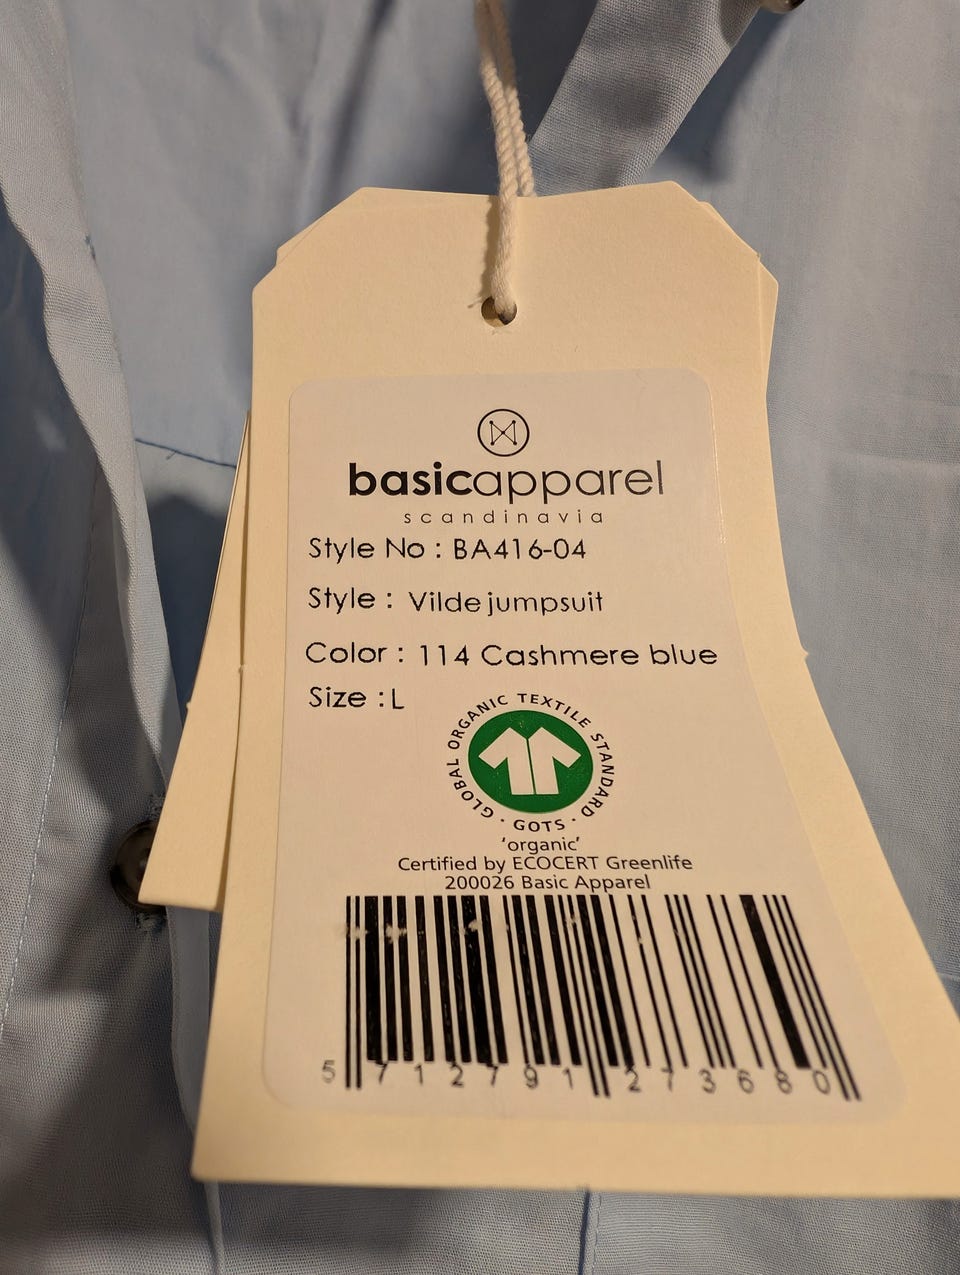 basicapparel
scandinavia
Style No : BA416-04
Style : Vilde jumpsuit
Color : 114 Cashmere blue
Size : L
GLOBAL ORGANIC TEXTILE STANDARD · GOTS ·
'organic'
Certified by ECOCERT Greenlife
200026 Basic Apparel
5 712791 273680